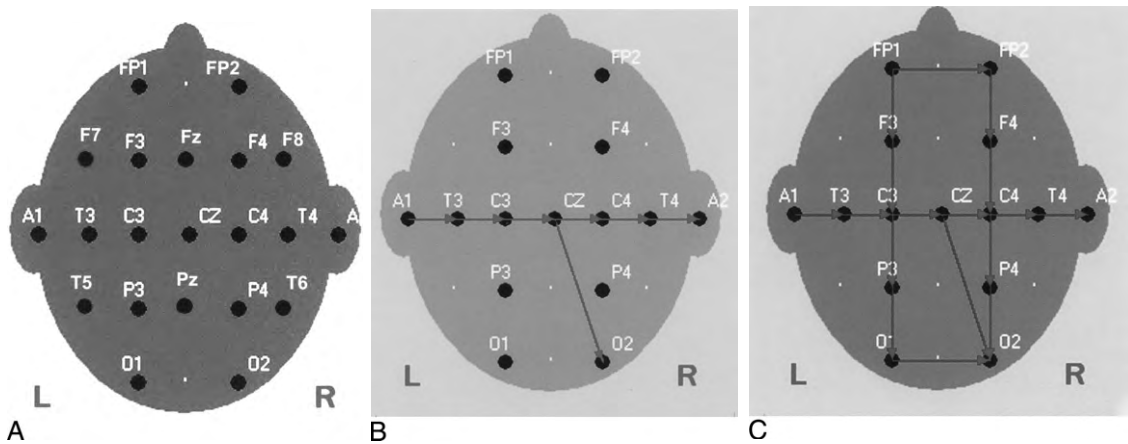 FP1 FP2
F7 F3 Fz F4 F8
A1 T3 C3 CZ C4 T4 A
T5 P3 Pz P4 T6
O1 O2
L R
A
FP1 FP2
F3 F4
A1 T3 C3 CZ C4 T4 A2
P3 P4
O1 O2
L R
B
FP1 FP2
F3 F4
A1 T3 C3 CZ C4 T4 A2
P3 P4
O1 O2
L R
C